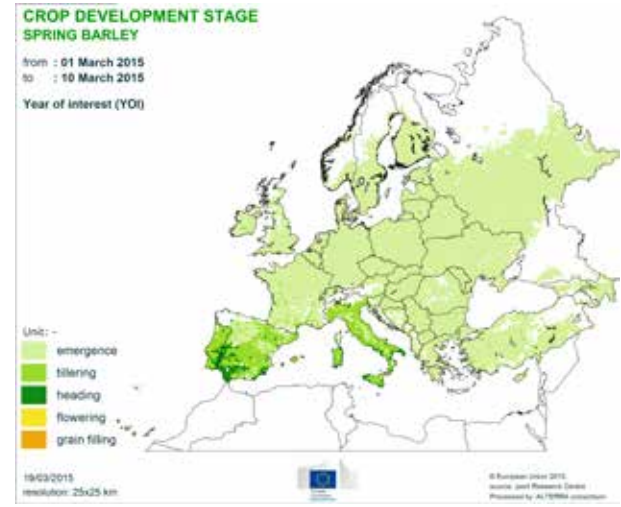 CROP DEVELOPMENT STAGE
SPRING BARLEY
from : 01 March 2015
to : 10 March 2015
Year of interest (YOI)
Unit: -
emergence
tillering
heading
flowering
grain filling
19/03/2015
resolution: 25x25 km
© European Union 2015
source: Joint Research Centre
Processed by: ALTERRA consortium